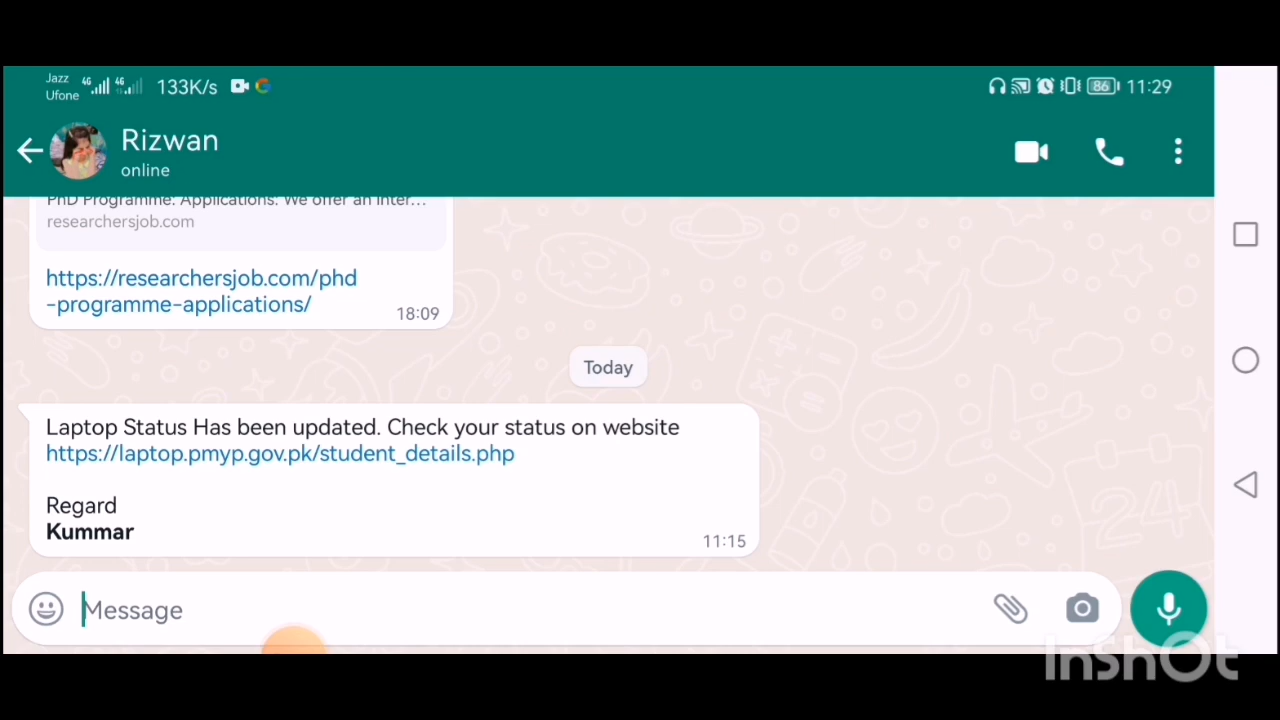 Jazz
Ufone
4G 4G 133K/s 86 11:29
Rizwan
online
PhD Programme: Applications: We offer an inter...
researchersjob.com
https://researchersjob.com/phd
-programme-applications/
18:09
Today
Laptop Status Has been updated. Check your status on website
https://laptop.pmyp.gov.pk/student_details.php
Regard
Kummar
11:15
Message
InShOt